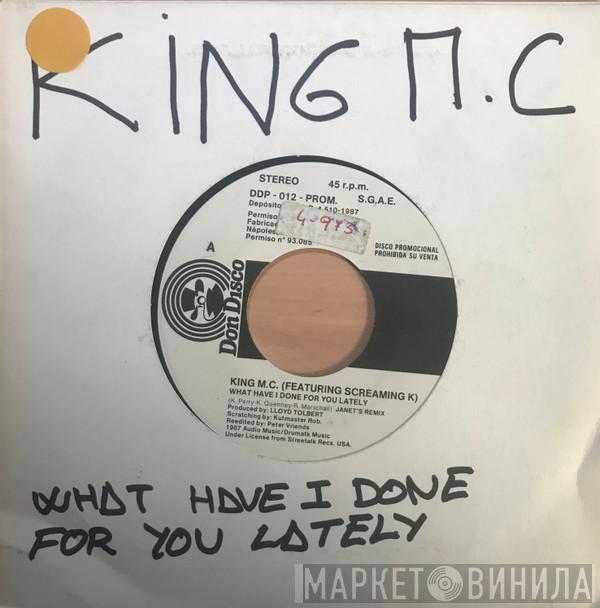 KING M.C
STEREO 45 r.p.m.
DDP - 012 - PROM. S.G.A.E.
Depósito 510-1987
Permiso
Fabricac
4-973
Nápoles,
Permiso nº 93.085
DISCO PROMOCIONAL
PROHIBIDA SU VENTA
A
Don Disco
KING M.C. (FEATURING SCREAMING K)
WHAT HAVE I DONE FOR YOU LATELY
(K. Perry-K. Quenney-R. Marschall) JANET'S REMIX
Produced by: LLOYD TOLBERT
Scratching by: Kutmaster Rob.
Reedited by: Peter Vriends
1987 Audio Music/Drumatk Music
Under License from Streetalk Recs. USA.
WHAT HAVE I DONE
FOR YOU LATELY
МАРКЕТ ВИНИЛА